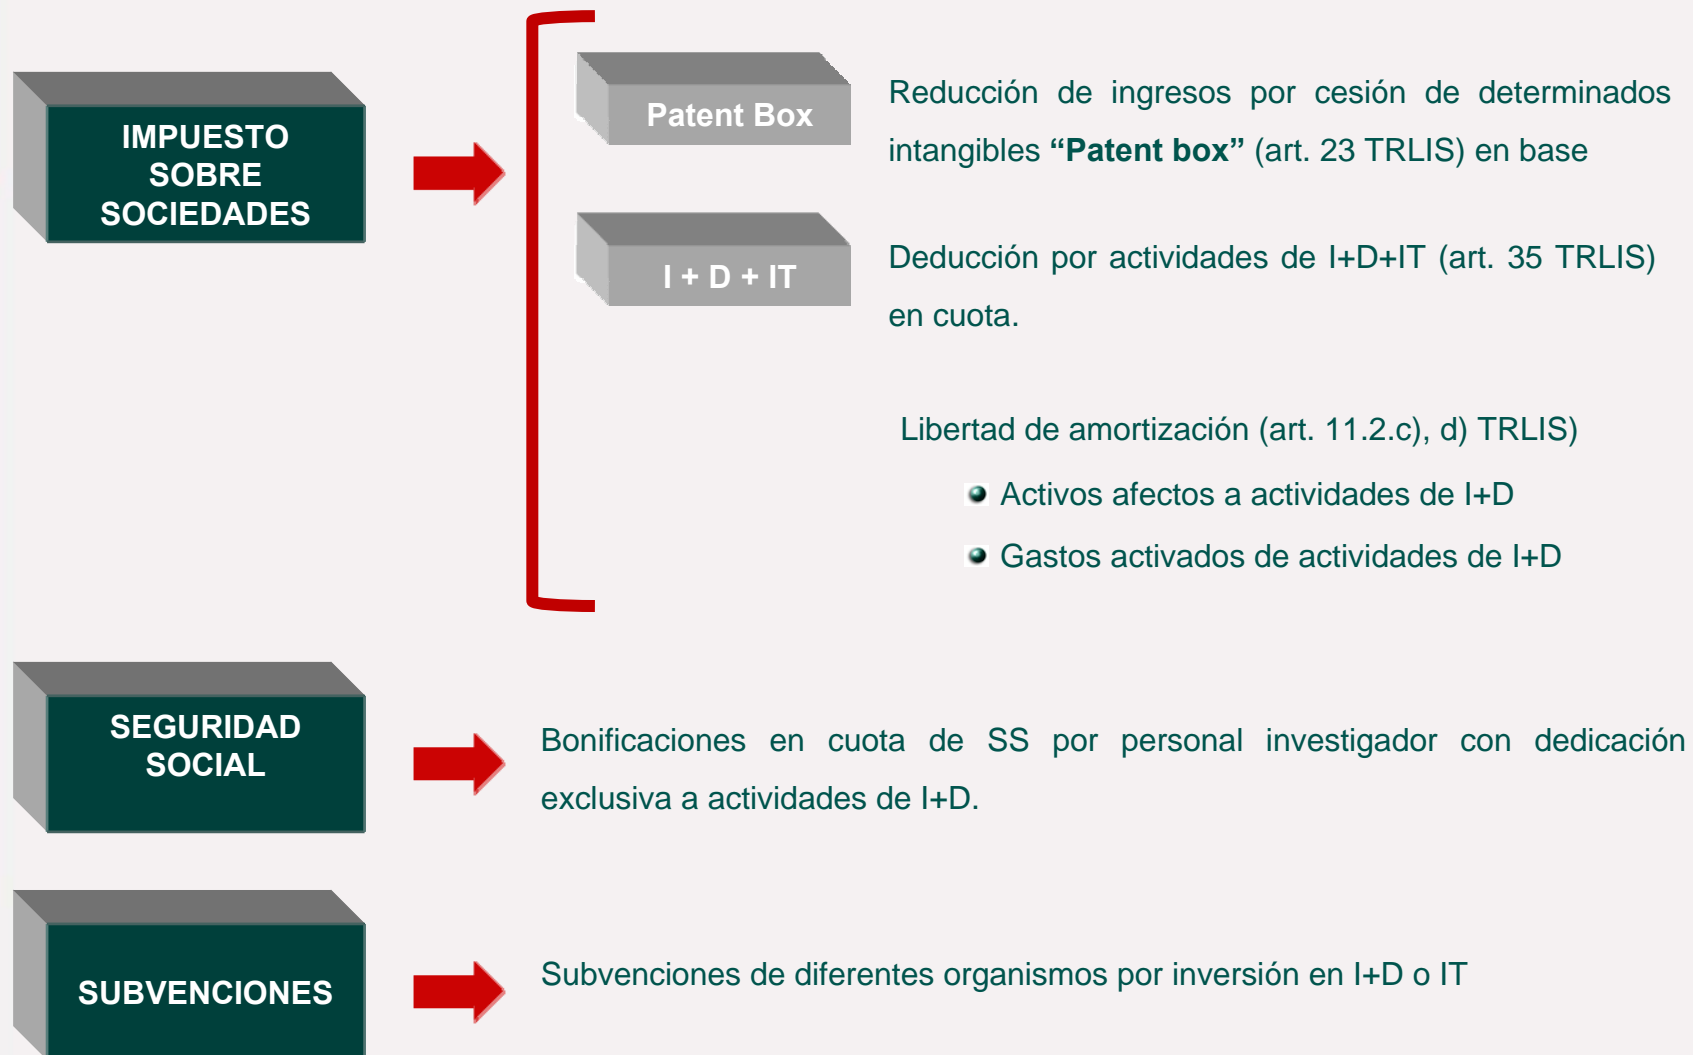 IMPUESTO
SOBRE
SOCIEDADES
Patent Box
Reducción de ingresos por cesión de determinados
intangibles “Patent box” (art. 23 TRLIS) en base
I + D + IT
Deducción por actividades de I+D+IT (art. 35 TRLIS)
en cuota.
Libertad de amortización (art. 11.2.c), d) TRLIS)
Activos afectos a actividades de I+D
Gastos activados de actividades de I+D
SEGURIDAD
SOCIAL
Bonificaciones en cuota de SS por personal investigador con dedicación
exclusiva a actividades de I+D.
SUBVENCIONES
Subvenciones de diferentes organismos por inversión en I+D o IT